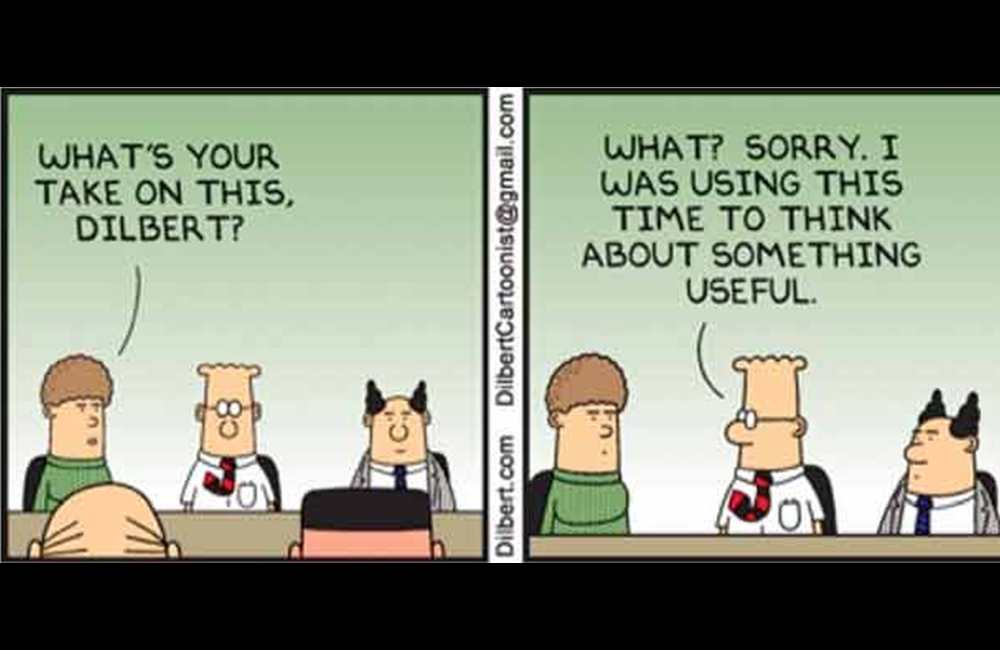 WHAT'S YOUR
TAKE ON THIS,
DILBERT?
Dilbert.com DilbertCartoonist@gmail.com
WHAT? SORRY. I
WAS USING THIS
TIME TO THINK
ABOUT SOMETHING
USEFUL.